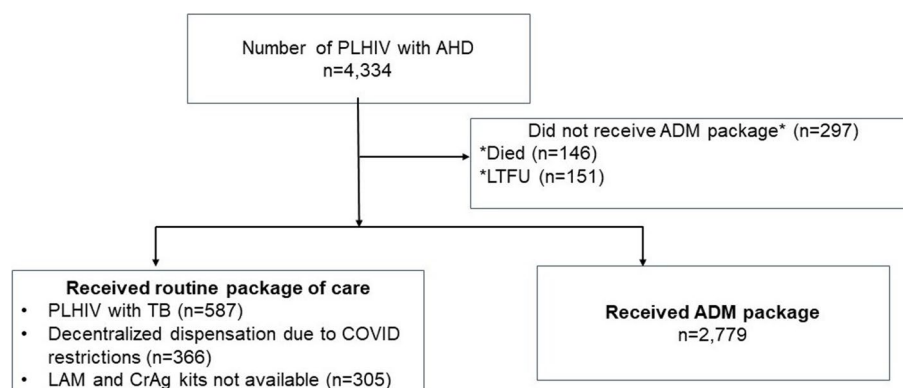 Number of PLHIV with AHD
n=4,334
Did not receive ADM package* (n=297)
*Died (n=146)
*LTFU (n=151)
Received routine package of care
• PLHIV with TB (n=587)
• Decentralized dispensation due to COVID
restrictions (n=366)
• LAM and CrAg kits not available (n=305)
Received ADM package
n=2,779